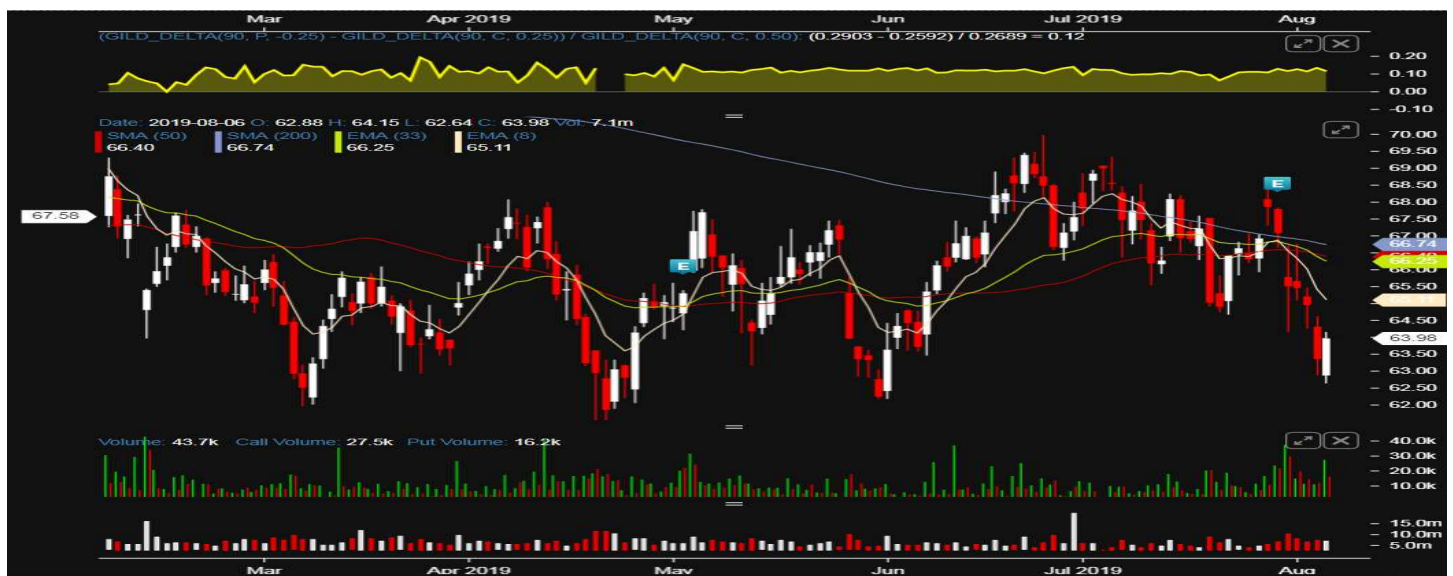 Mar Apr 2019 May Jun Jul 2019 Aug
(GILD_DELTA(90, P, -0.25) - GILD_DELTA(90, C, 0.25)) / GILD_DELTA(90, C, 0.50): (0.2903 - 0.2592) / 0.2689 = 0.12
0.20
0.10
0.00
-0.10
Date: 2019-08-06 O: 62.88 H: 64.15 L: 62.64 C: 63.98 Vol: 7.1m
SMA (50) SMA (200) EMA (33) EMA (8)
66.40 66.74 66.25 65.11
70.00
69.50
69.00
68.50
E
68.00
67.58
67.50
67.00
66.74
66.25
E
66.00
65.50
65.11
64.50
63.98
63.50
63.00
62.50
62.00
Volume: 43.7k Call Volume: 27.5k Put Volume: 16.2k
40.0k
30.0k
20.0k
10.0k
15.0m
10.0m
5.0m
Mar Apr 2019 May Jun Jul 2019 Aug